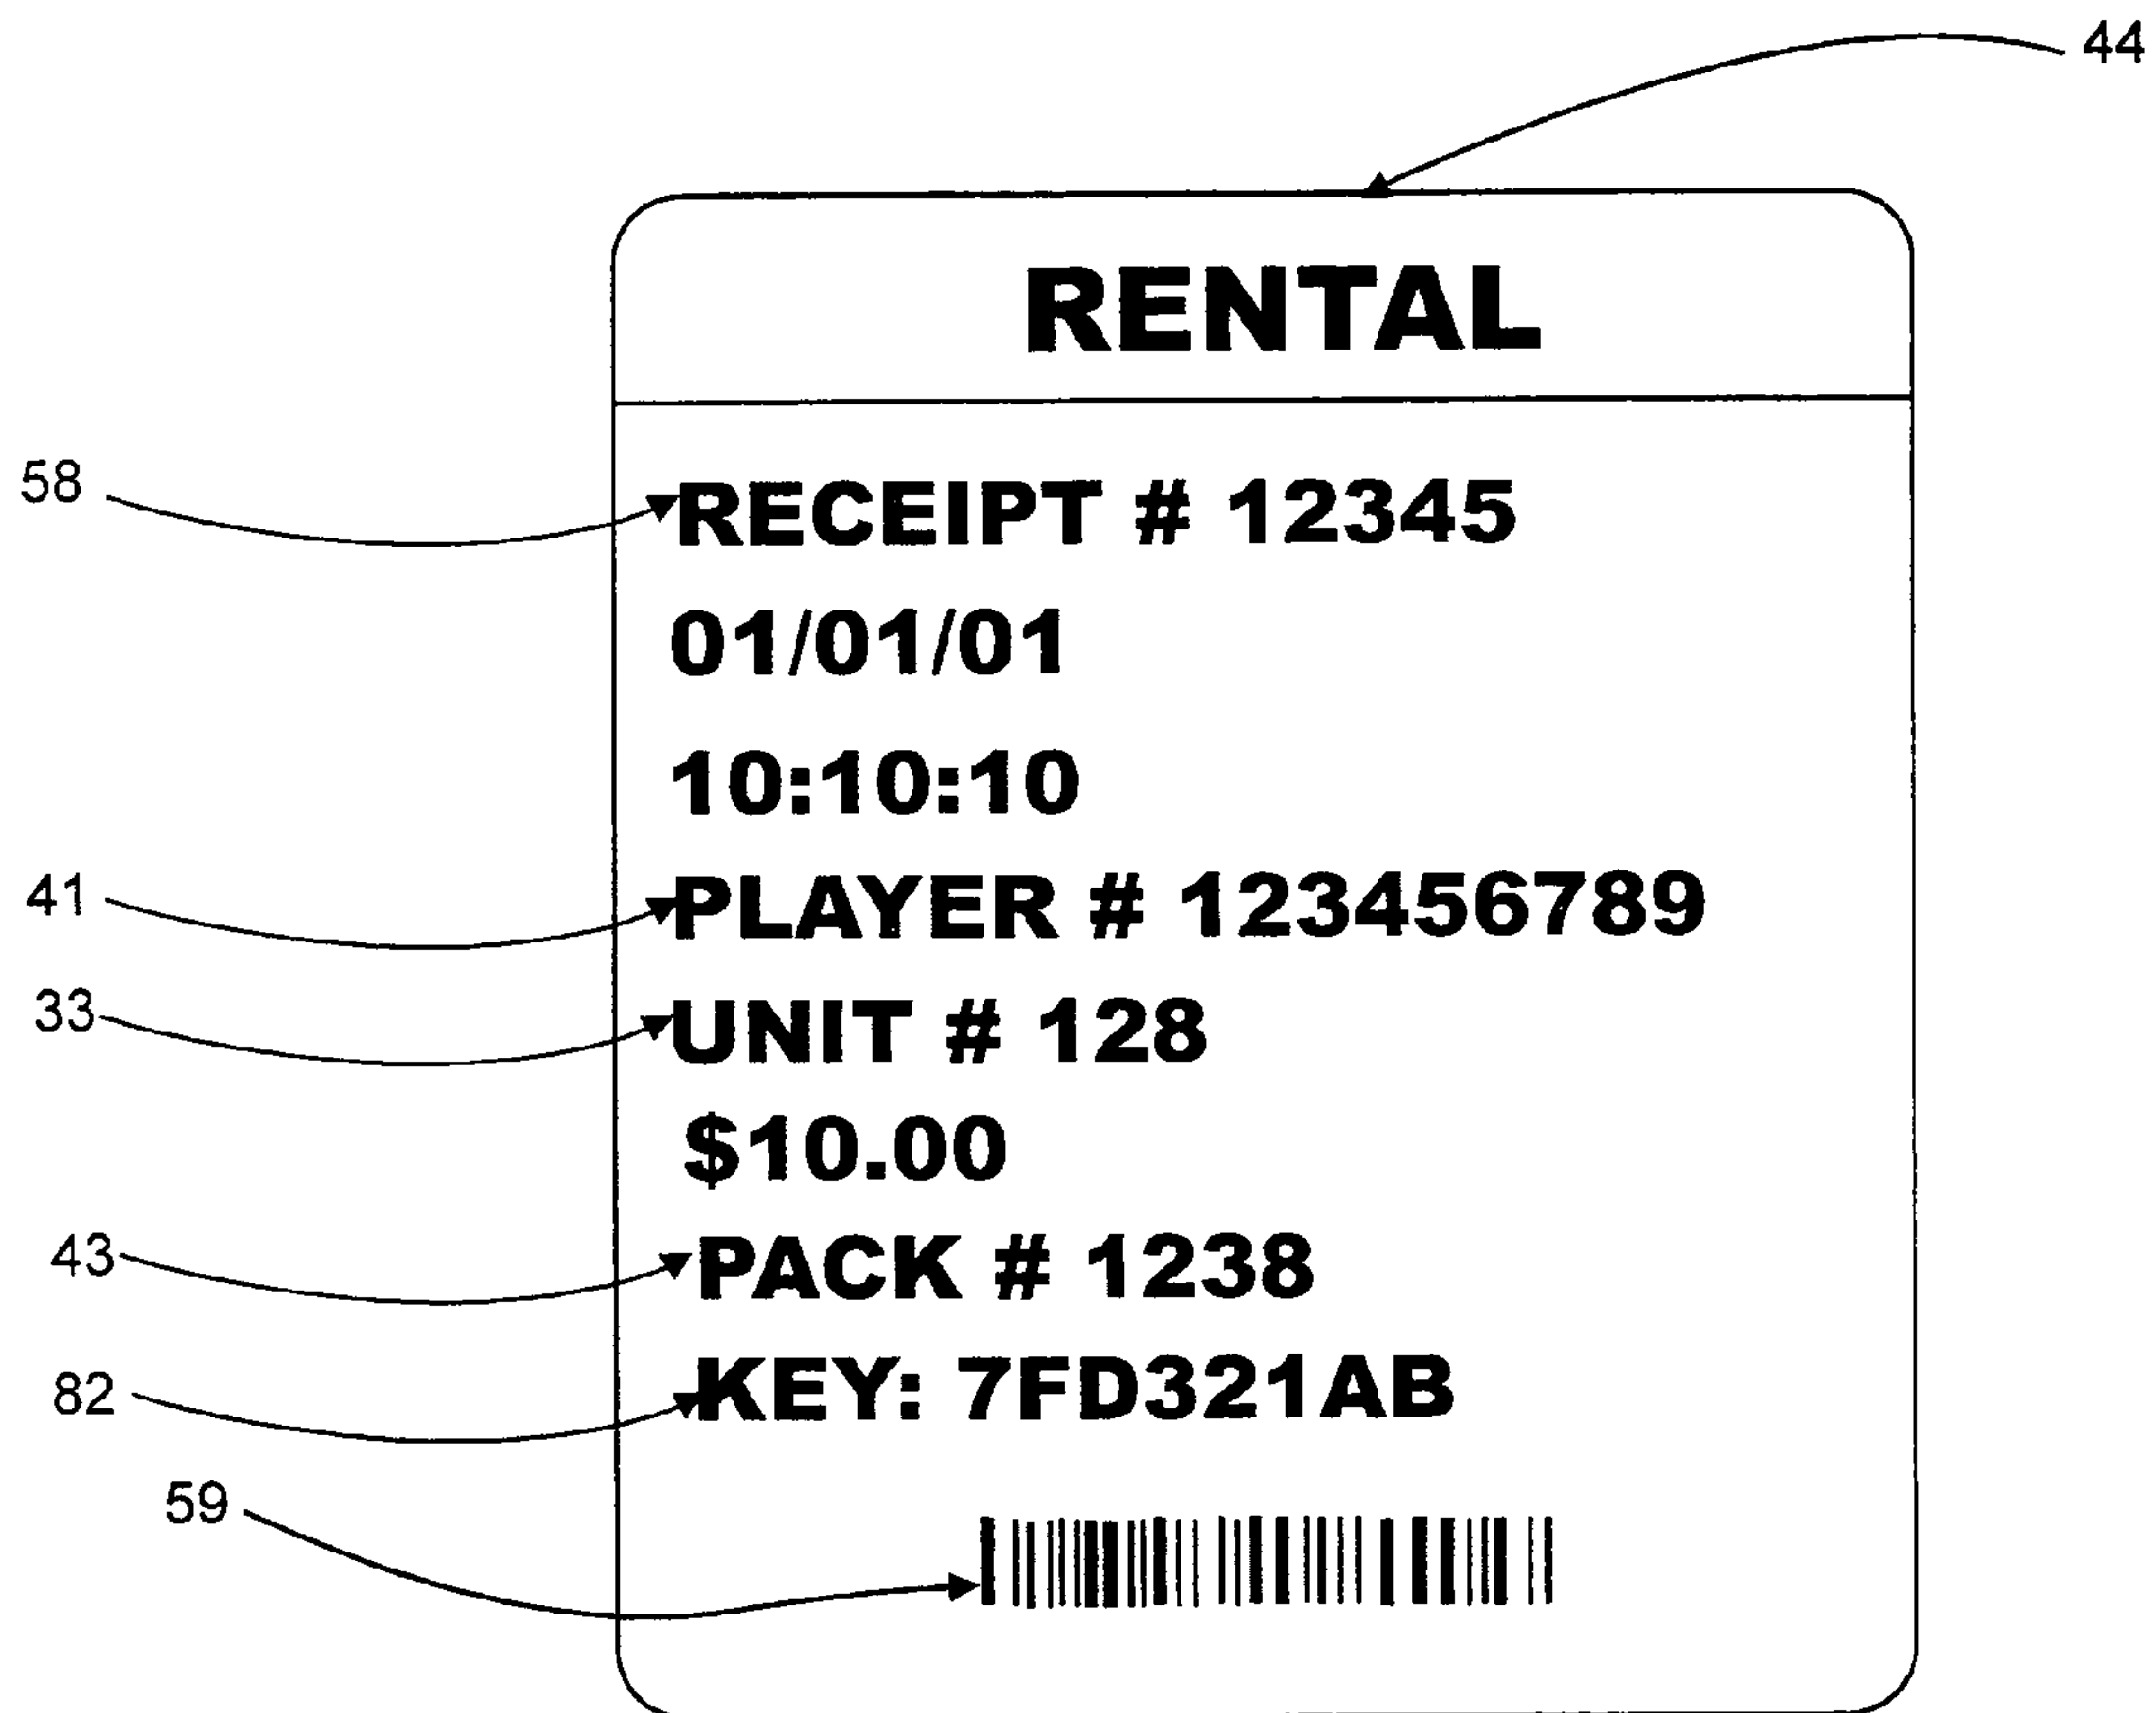 44
RENTAL
58 RECEIPT # 12345
01/01/01
10:10:10
41 PLAYER # 123456789
33 UNIT # 128
$10.00
43 PACK # 1238
82 KEY: 7FD321AB
59